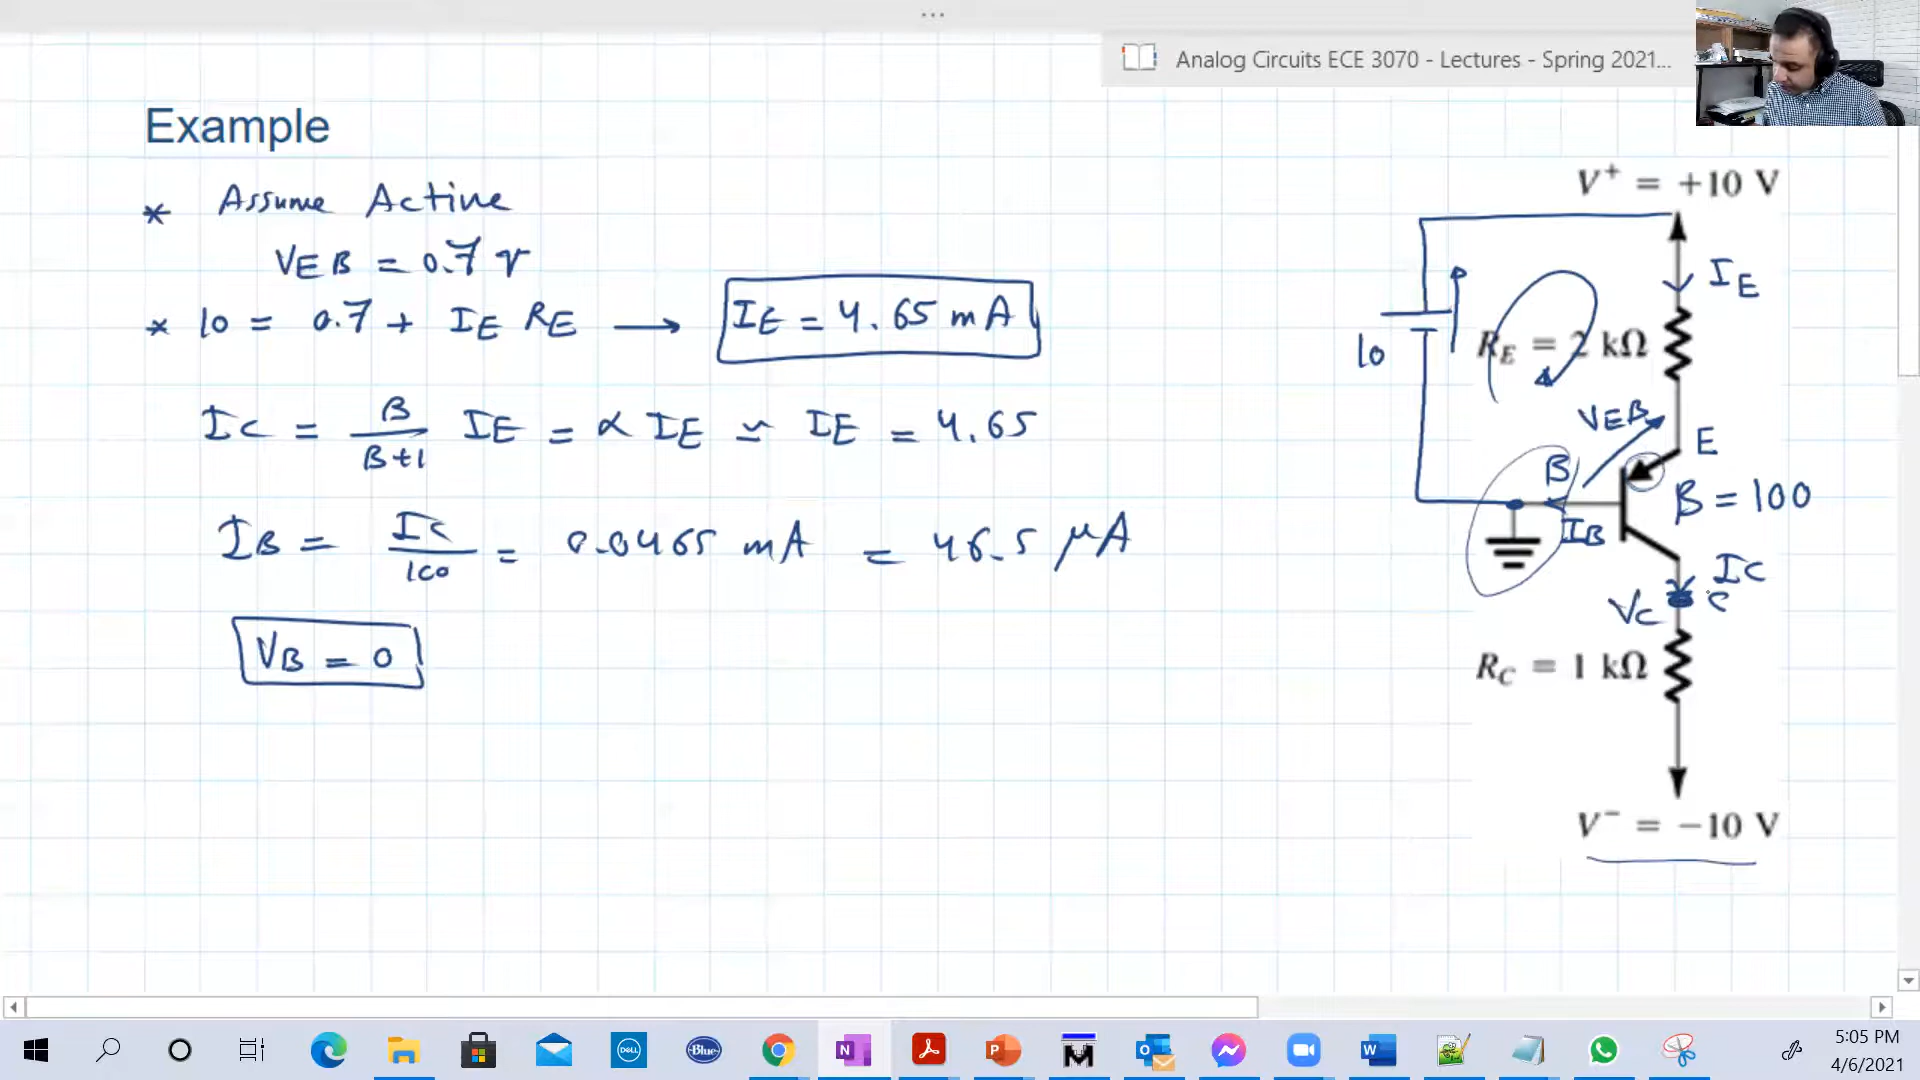 Analog Circuits ECE 3070 - Lectures - Spring 2021...
Example
* Assume Active
VEB = 0.7 V
* 10 = 0.7 + IE RE → IE = 4.65 mA
IC = β/β+1 IE = α IE ≃ IE = 4.65
IB = IC/100 = 0.0465 mA = 46.5 μA
VB = 0
V⁺ = +10 V
IE
10
RE = 2 kΩ
VEB
E
B
β = 100
IB
IC
VC
C
RC = 1 kΩ
V⁻ = −10 V
DELL
Blue
N
P
W
5:05 PM
4/6/2021